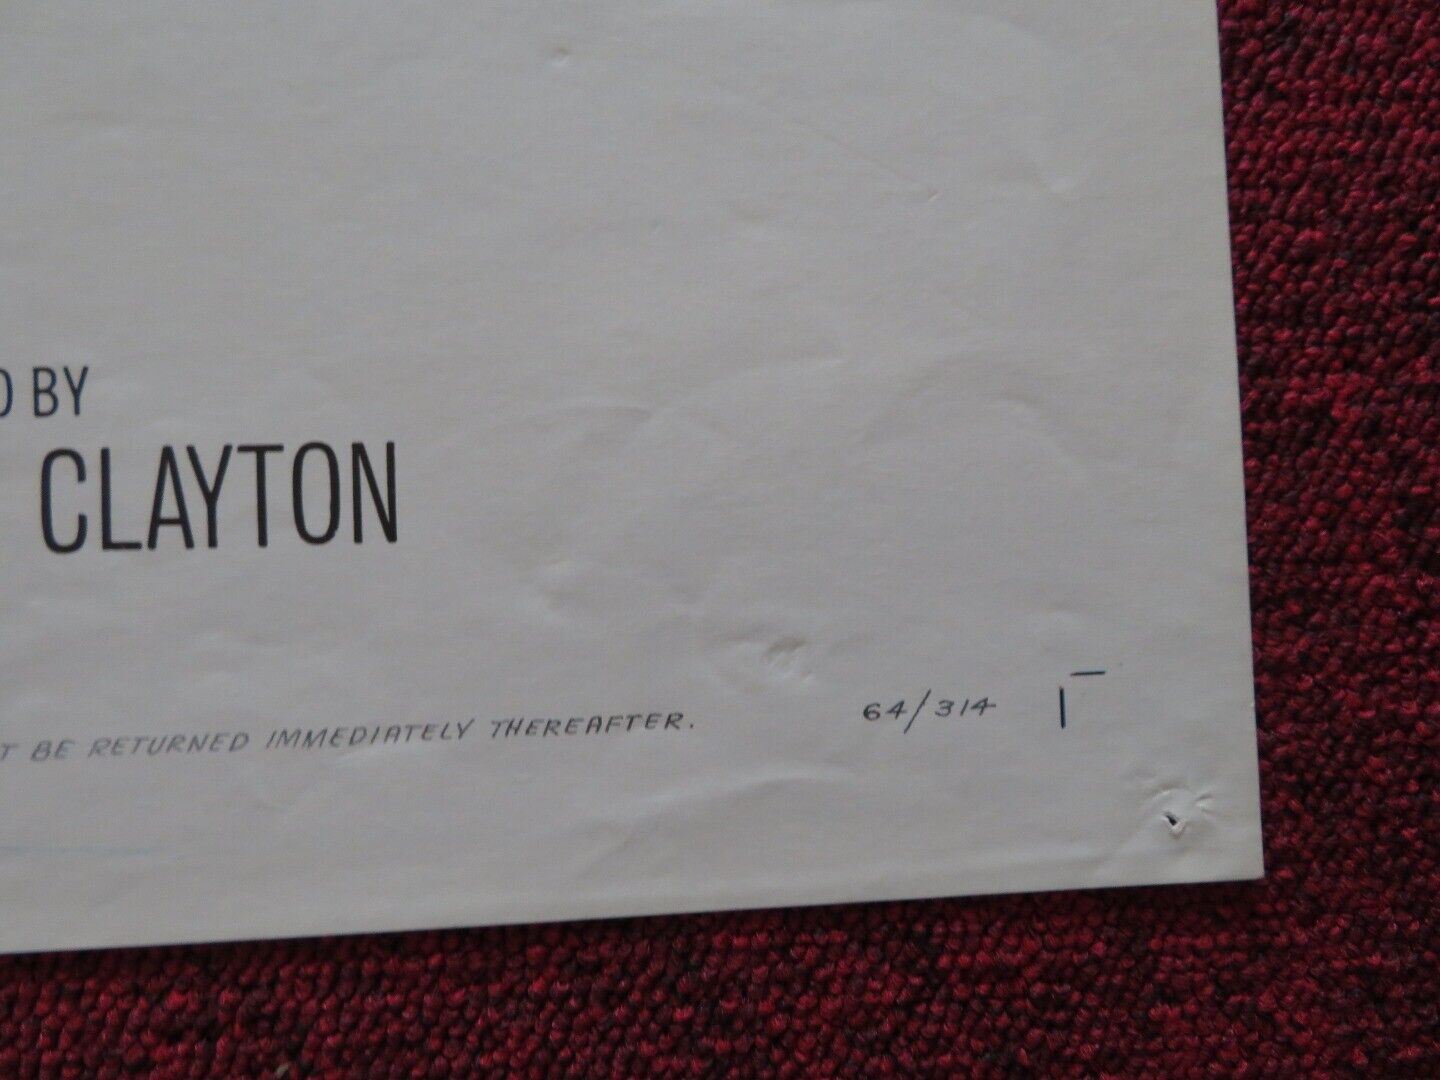 BY
CLAYTON
BE RETURNED IMMEDIATELY THEREAFTER.
64/314